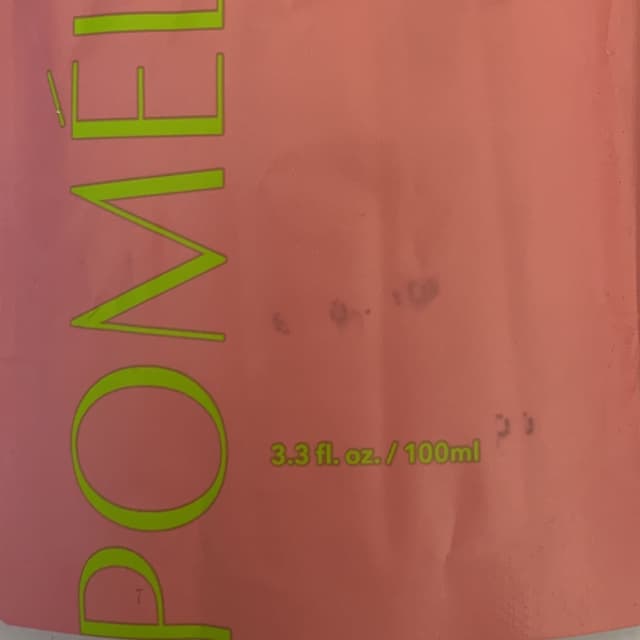 POMÉL
3.3 fl. oz. / 100ml